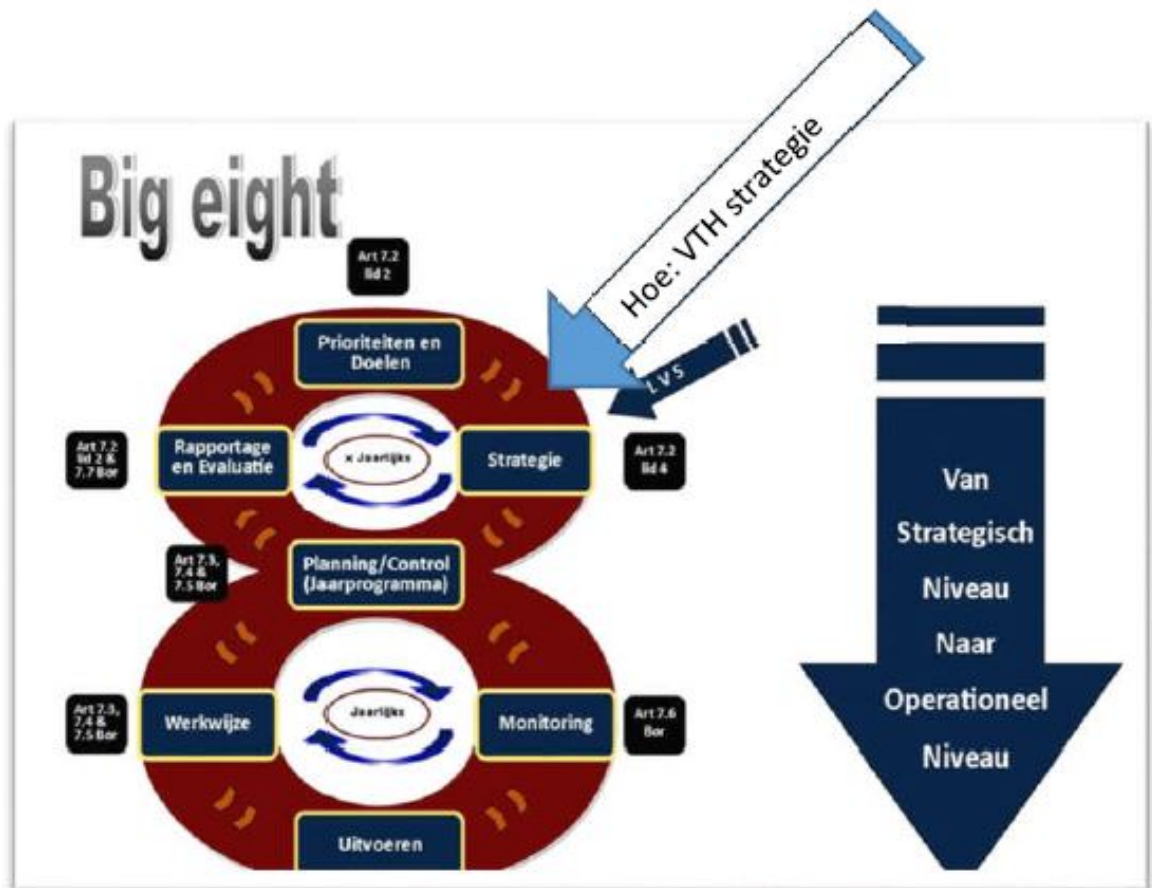 Big eight
Hoe: VTH strategie
LVS
Art 7.2
lid 2
Prioriteiten en
Doelen
Art 7.2
lid 2 &
7.7 Bor
Rapportage
en Evaluatie
x Jaarlijks
Strategie
Art 7.2
lid 4
Art 7.3,
7.4 &
7.5 Bor
Planning/Control
(Jaarprogramma)
Art 7.3,
7.4 &
7.5 Bor
Werkwijze
Jaarlijks
Monitoring
Art 7.6
Bor
Uitvoeren
Van
Strategisch
Niveau
Naar
Operationeel
Niveau